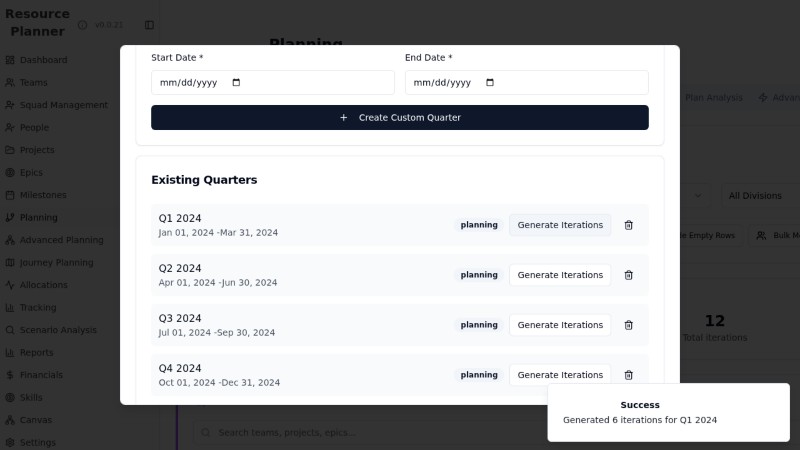 Resource
Planner
v0.0.21
Dashboard
Teams
Squad Management
People
Projects
Epics
Milestones
Planning
Advanced Planning
Journey Planning
Allocations
Tracking
Scenario Analysis
Reports
Financials
Skills
Canvas
Settings
Planning
Start Date *
End Date *
mm/dd/yyyy
mm/dd/yyyy
Create Custom Quarter
Existing Quarters
Q1 2024
Jan 01, 2024 -Mar 31, 2024
planning
Generate Iterations
Q2 2024
Apr 01, 2024 -Jun 30, 2024
planning
Generate Iterations
Q3 2024
Jul 01, 2024 -Sep 30, 2024
planning
Generate Iterations
Q4 2024
Oct 01, 2024 -Dec 31, 2024
planning
Generate Iterations
Plan Analysis
All Divisions
Empty Rows
Bulk
12
Total Iterations
Search teams, projects, epics...
Success
Generated 6 iterations for Q1 2024